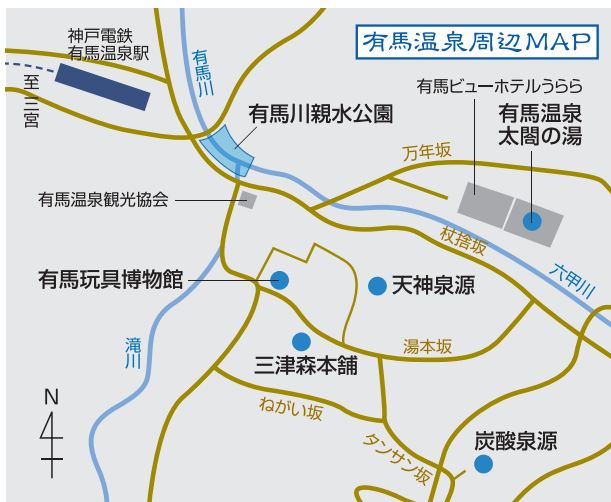 有馬温泉周辺MAP
神戸電鉄
有馬温泉駅
至三宮
有馬川
有馬川親水公園
有馬ビューホテルうらら
有馬温泉
太閤の湯
万年坂
有馬温泉観光協会
杖捨坂
六甲川
有馬玩具博物館
天神泉源
滝川
三津森本舗
湯本坂
ねがい坂
タンサン坂
炭酸泉源
N